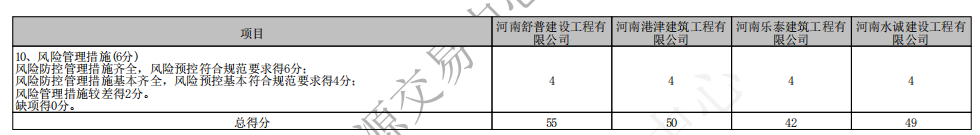 项目
河南舒普建设工程有
限公司
河南港津建筑工程有
限公司
河南乐泰建筑工程有
限公司
河南水诚建设工程有
限公司
10、风险管理措施(6分)
风险防控管理措施齐全，风险预控符合规范要求得6分；
风险防控管理措施基本齐全，风险预控基本符合规范要求得4分；
风险管理措施较差得2分。
缺项得0分。
4 4 4 4
总得分 55 50 42 49
源交易中心
中心